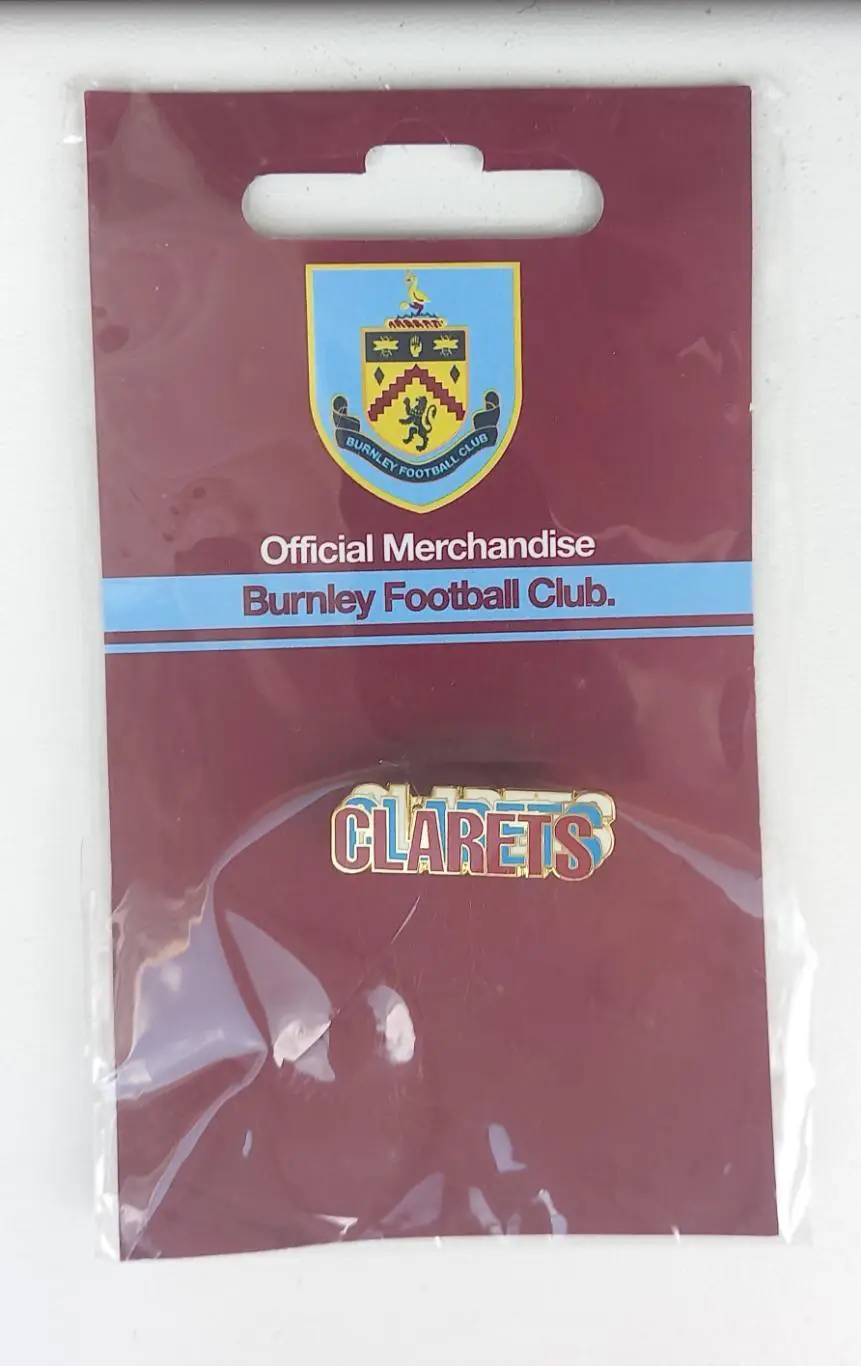 BURNLEY FOOTBALL CLUB
Official Merchandise
Burnley Football Club.
CLARETS